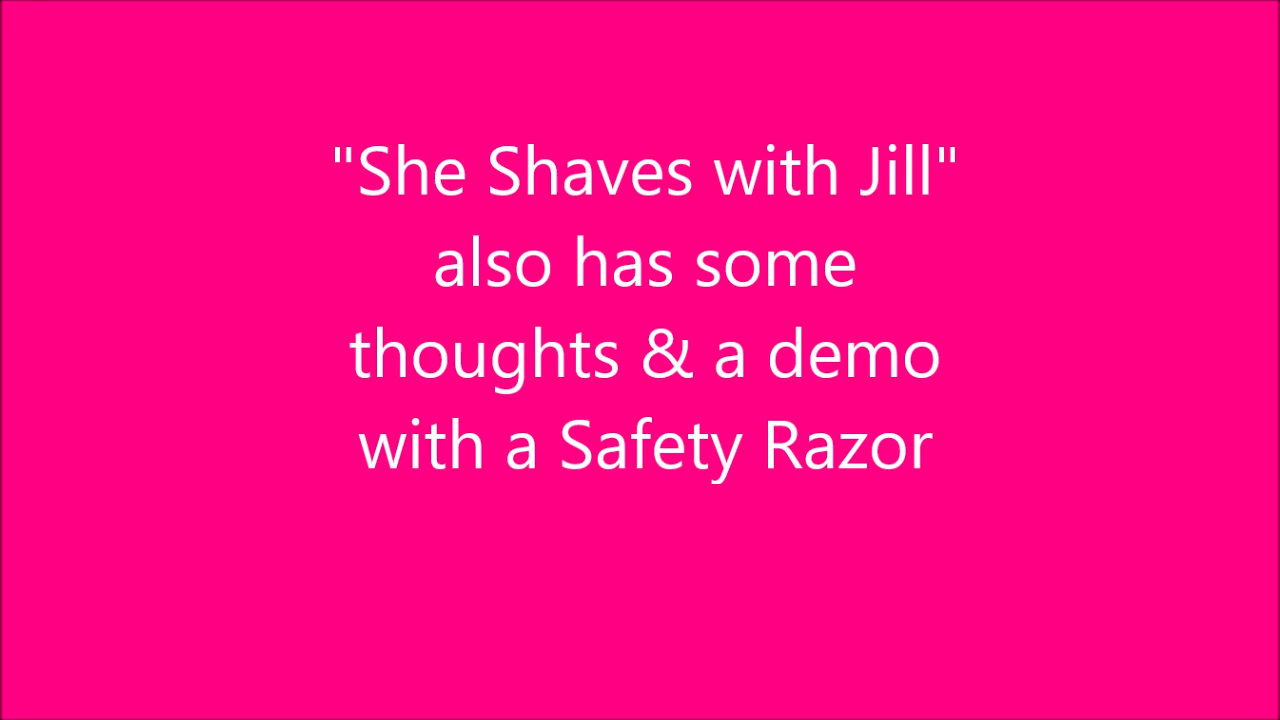 "She Shaves with Jill"
also has some
thoughts & a demo
with a Safety Razor